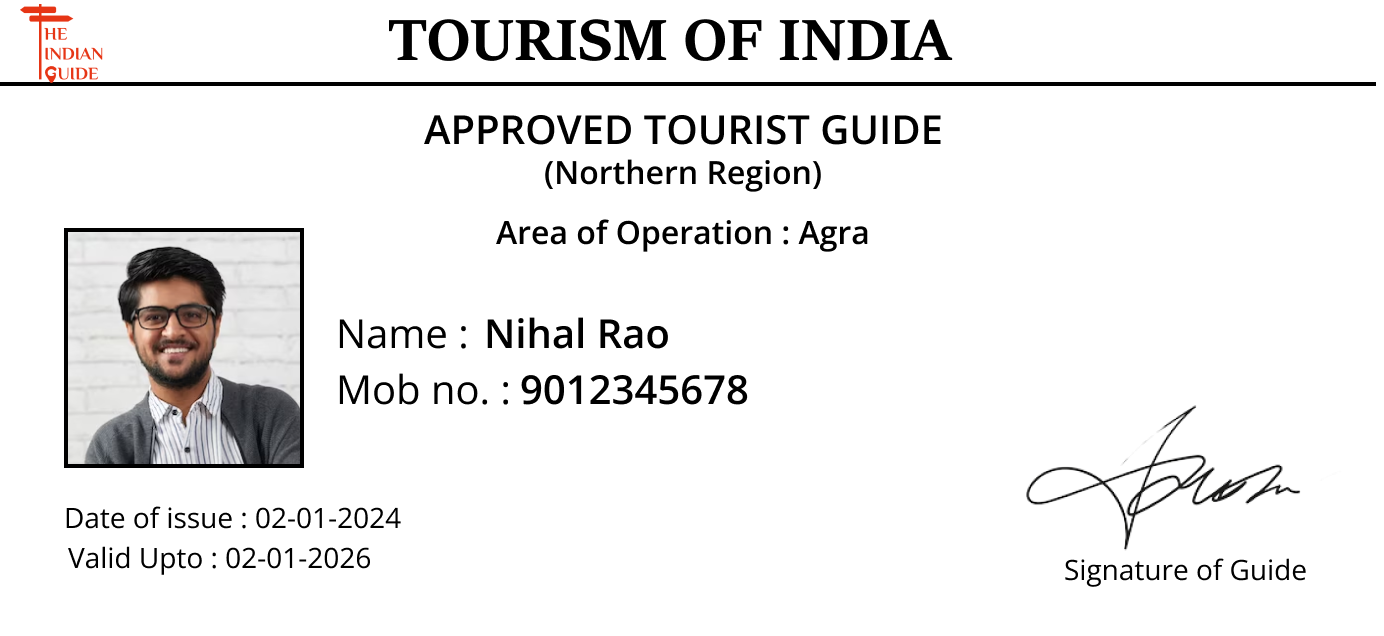 THE
INDIAN
GUIDE
TOURISM OF INDIA
APPROVED TOURIST GUIDE
(Northern Region)
Area of Operation : Agra
Name : Nihal Rao
Mob no. : 9012345678
Date of issue : 02-01-2024
Valid Upto : 02-01-2026
Signature of Guide